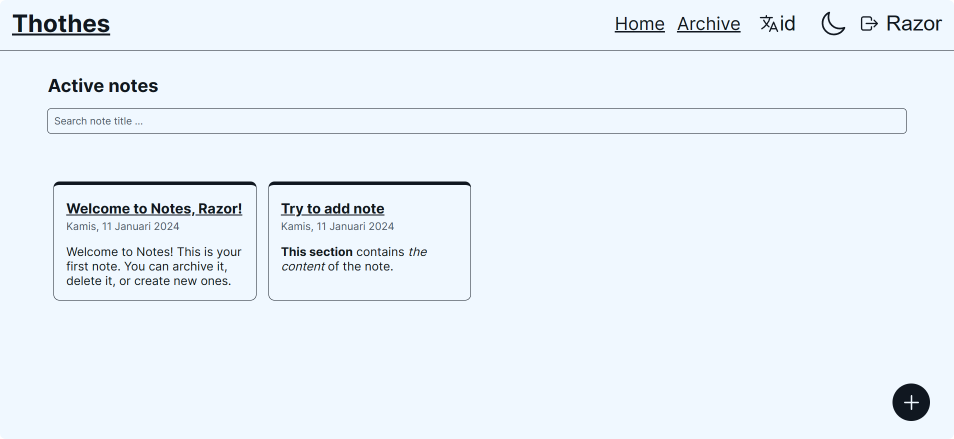 Thothes
Home Archive id Razor
Active notes
Search note title ...
Welcome to Notes, Razor!
Kamis, 11 Januari 2024
Welcome to Notes! This is your
first note. You can archive it,
delete it, or create new ones.
Try to add note
Kamis, 11 Januari 2024
This section contains the
content of the note.